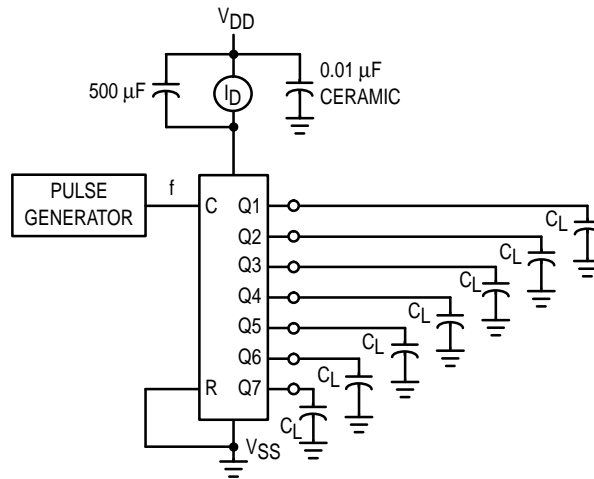 VDD
500 µF
ID
0.01 µF
CERAMIC
PULSE
GENERATOR
f
C
R
Q1
Q2
Q3
Q4
Q5
Q6
Q7
CL
CL
CL
CL
CL
CL
CL
VSS